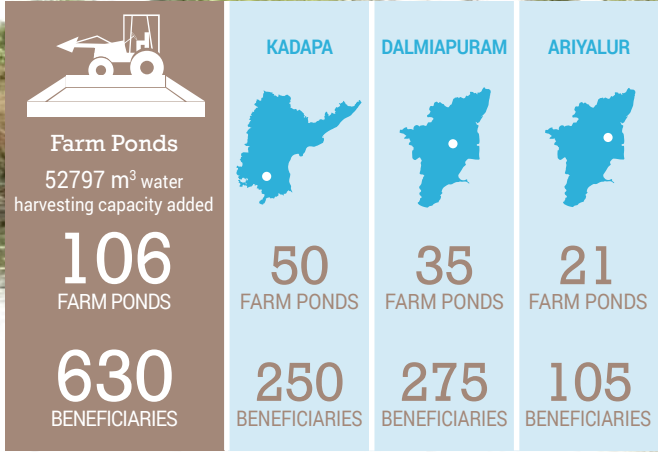 Farm Ponds
52797 m³ water
harvesting capacity added
106
FARM PONDS
630
BENEFICIARIES
KADAPA
50
FARM PONDS
250
BENEFICIARIES
DALMIAPURAM
35
FARM PONDS
275
BENEFICIARIES
ARIYALUR
21
FARM PONDS
105
BENEFICIARIES